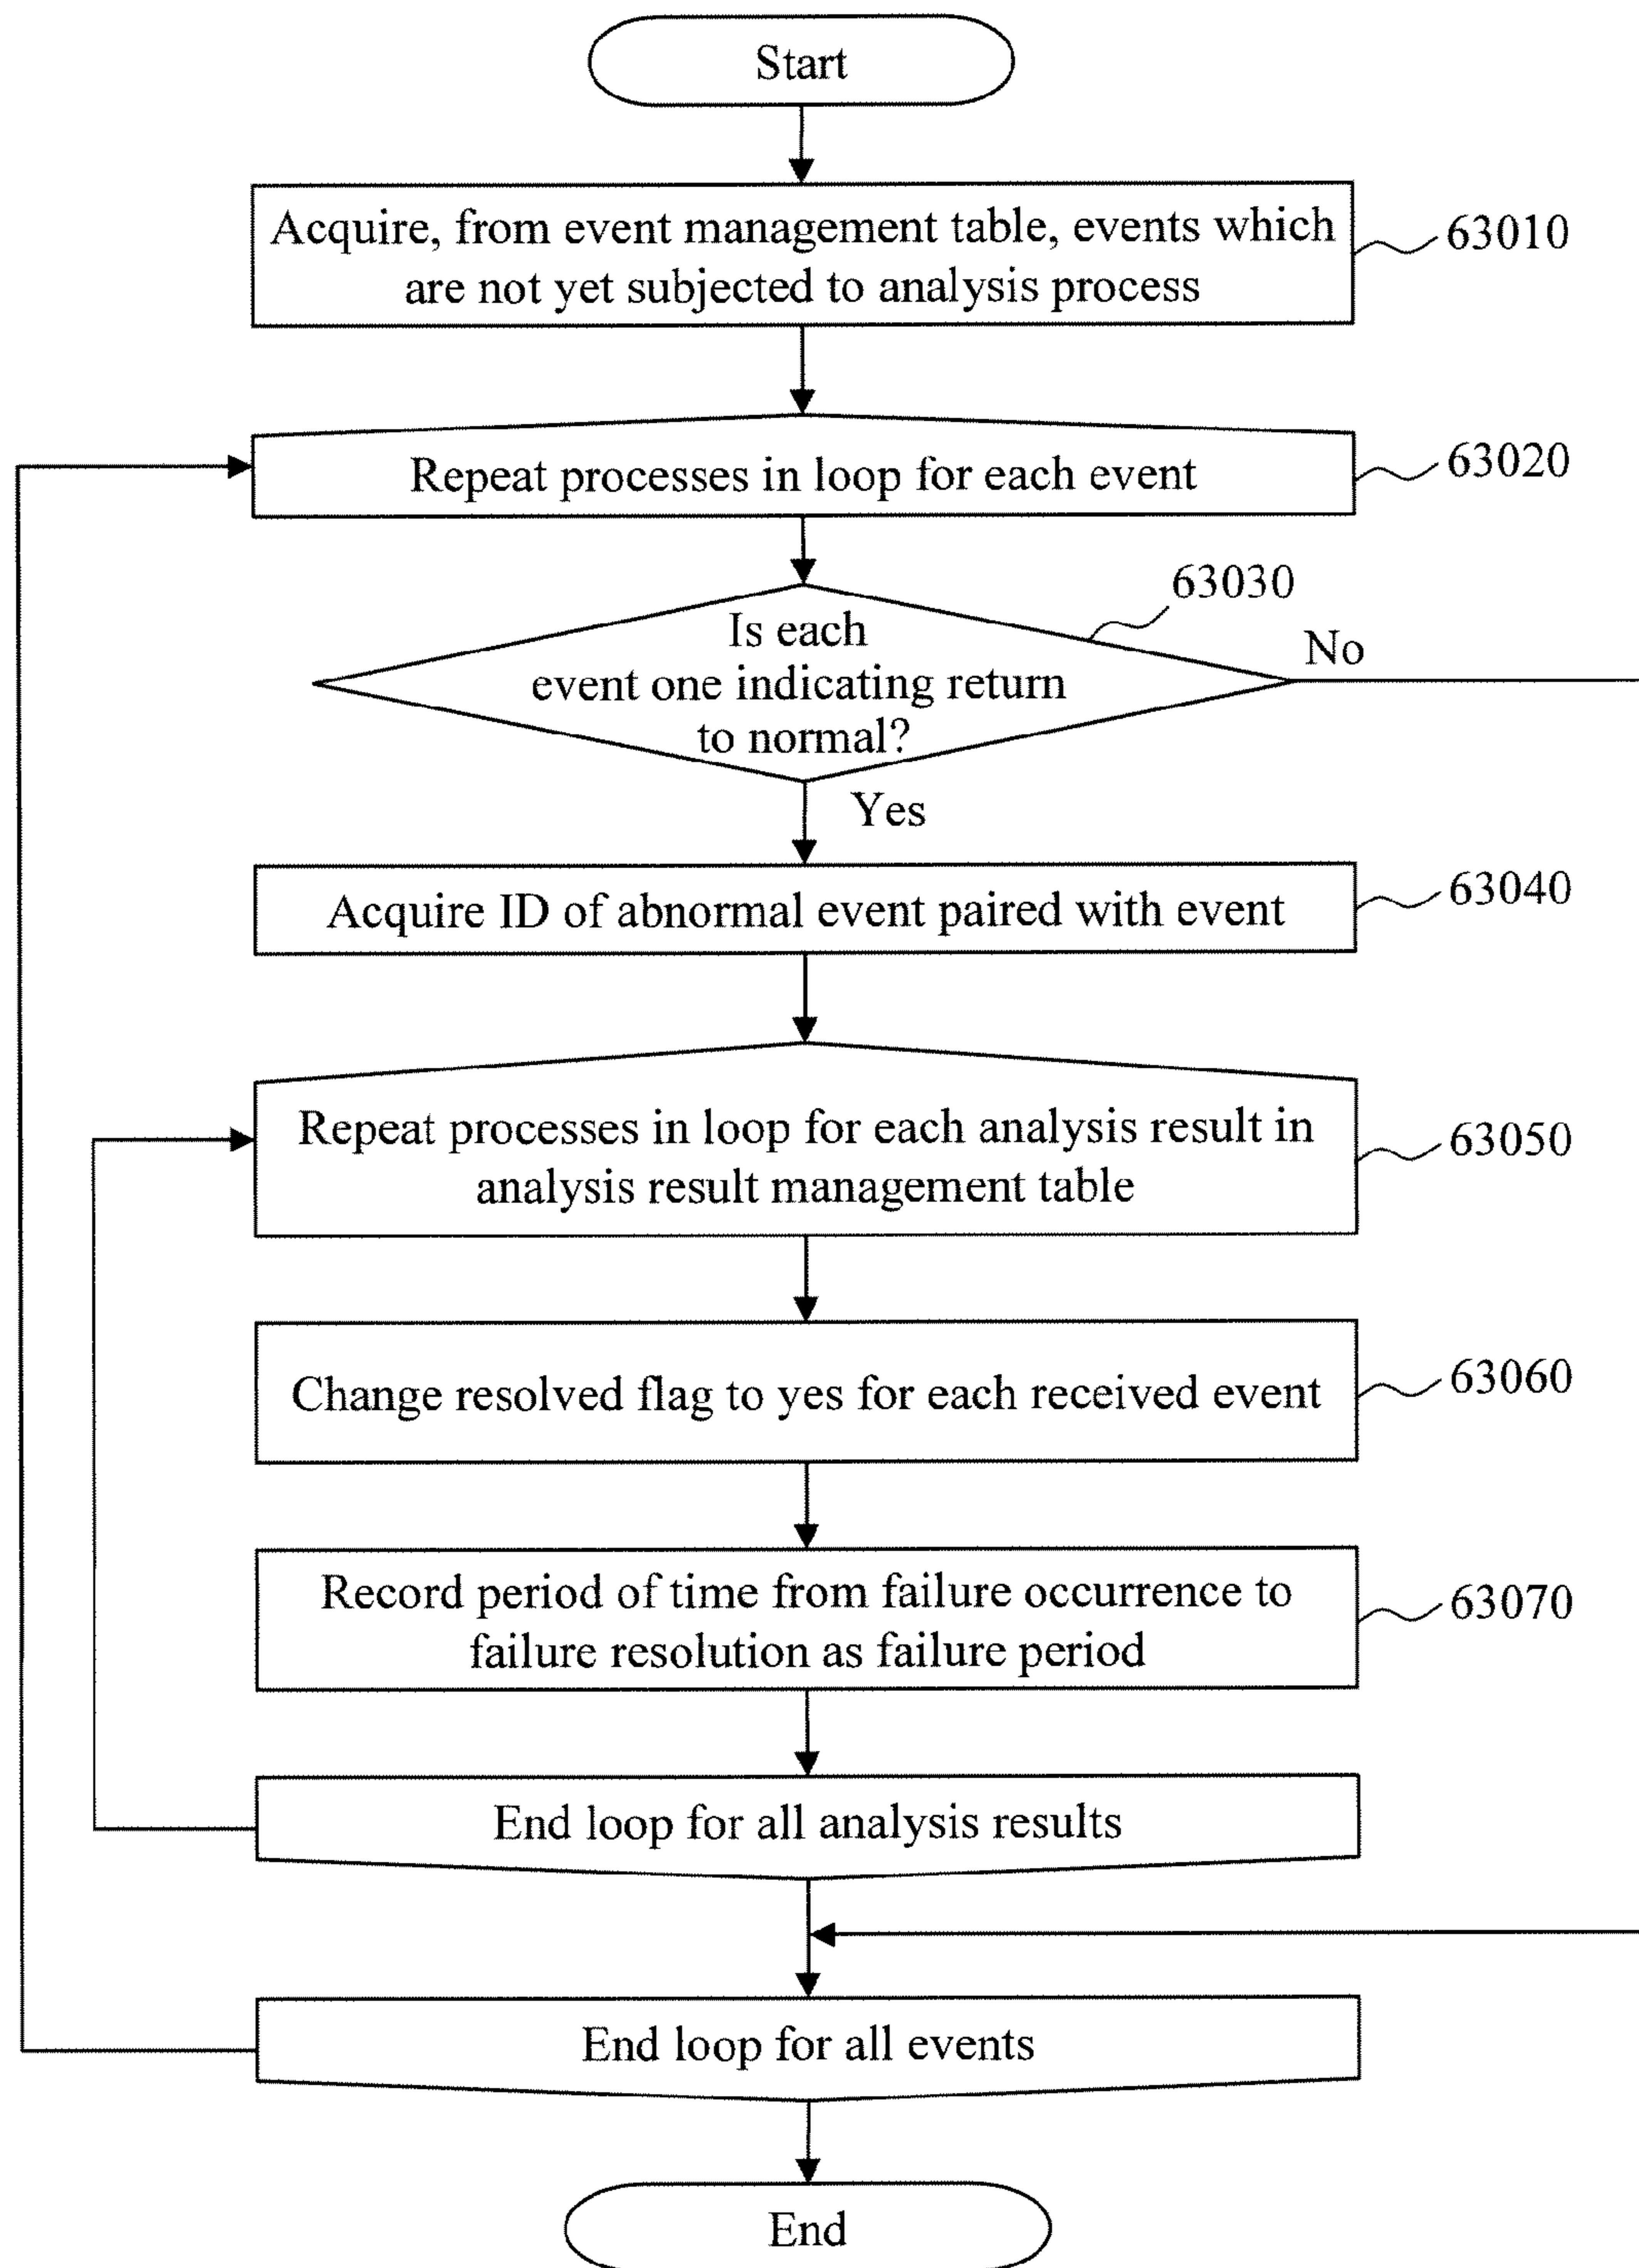 Start
Acquire, from event management table, events which
are not yet subjected to analysis process
63010
Repeat processes in loop for each event
63020
63030
Is each
event one indicating return
to normal?
No
Yes
Acquire ID of abnormal event paired with event
63040
Repeat processes in loop for each analysis result in
analysis result management table
63050
Change resolved flag to yes for each received event
63060
Record period of time from failure occurrence to
failure resolution as failure period
63070
End loop for all analysis results
End loop for all events
End